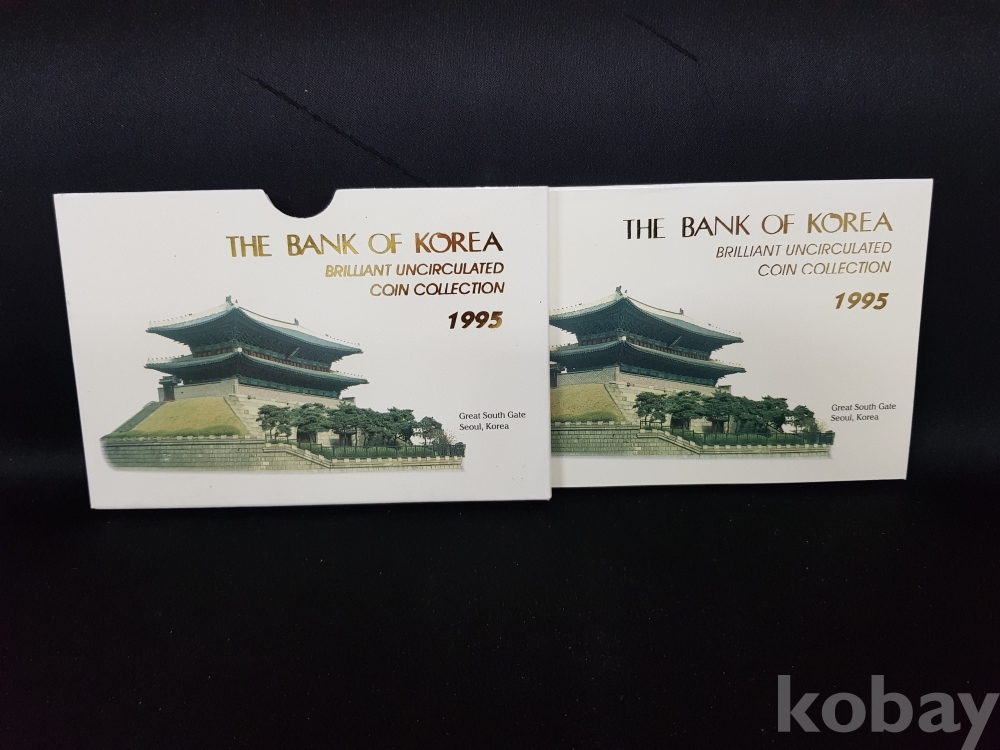 THE BANK OF KOREA
BRILLIANT UNCIRCULATED
COIN COLLECTION
1995
Great South Gate
Seoul, Korea
THE BANK OF KOREA
BRILLIANT UNCIRCULATED
COIN COLLECTION
1995
Great South Gate
Seoul, Korea
kobay